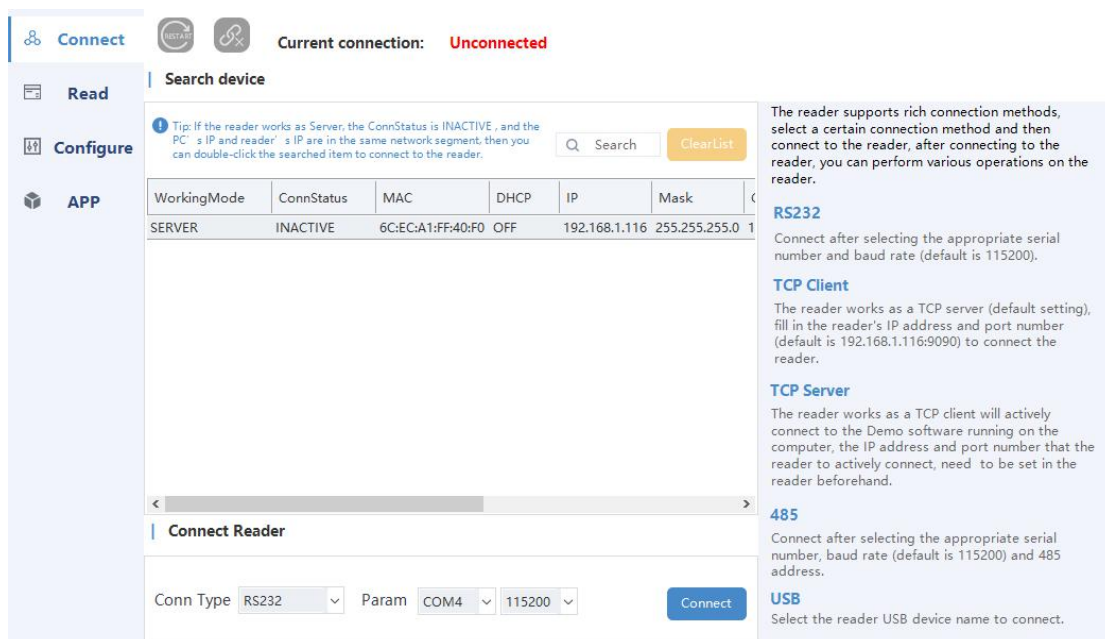 Connect
RESTART
Current connection: Unconnected
Read
Configure
APP
Search device
Tip: If the reader works as Server, the ConnStatus is INACTIVE , and the
PC' s IP and reader' s IP are in the same network segment, then you
can double-click the searched item to connect to the reader.
Search
ClearList
WorkingMode ConnStatus MAC DHCP IP Mask
SERVER INACTIVE 6C:EC:A1:FF:40:F0 OFF 192.168.1.116 255.255.255.0 1
Connect Reader
Conn Type RS232 Param COM4 115200 Connect
The reader supports rich connection methods,
select a certain connection method and then
connect to the reader, after connecting to the
reader, you can perform various operations on the
reader.
RS232
Connect after selecting the appropriate serial
number and baud rate (default is 115200).
TCP Client
The reader works as a TCP server (default setting),
fill in the reader's IP address and port number
(default is 192.168.1.116:9090) to connect the
reader.
TCP Server
The reader works as a TCP client will actively
connect to the Demo software running on the
computer, the IP address and port number that the
reader to actively connect, need to be set in the
reader beforehand.
485
Connect after selecting the appropriate serial
number, baud rate (default is 115200) and 485
address.
USB
Select the reader USB device name to connect.